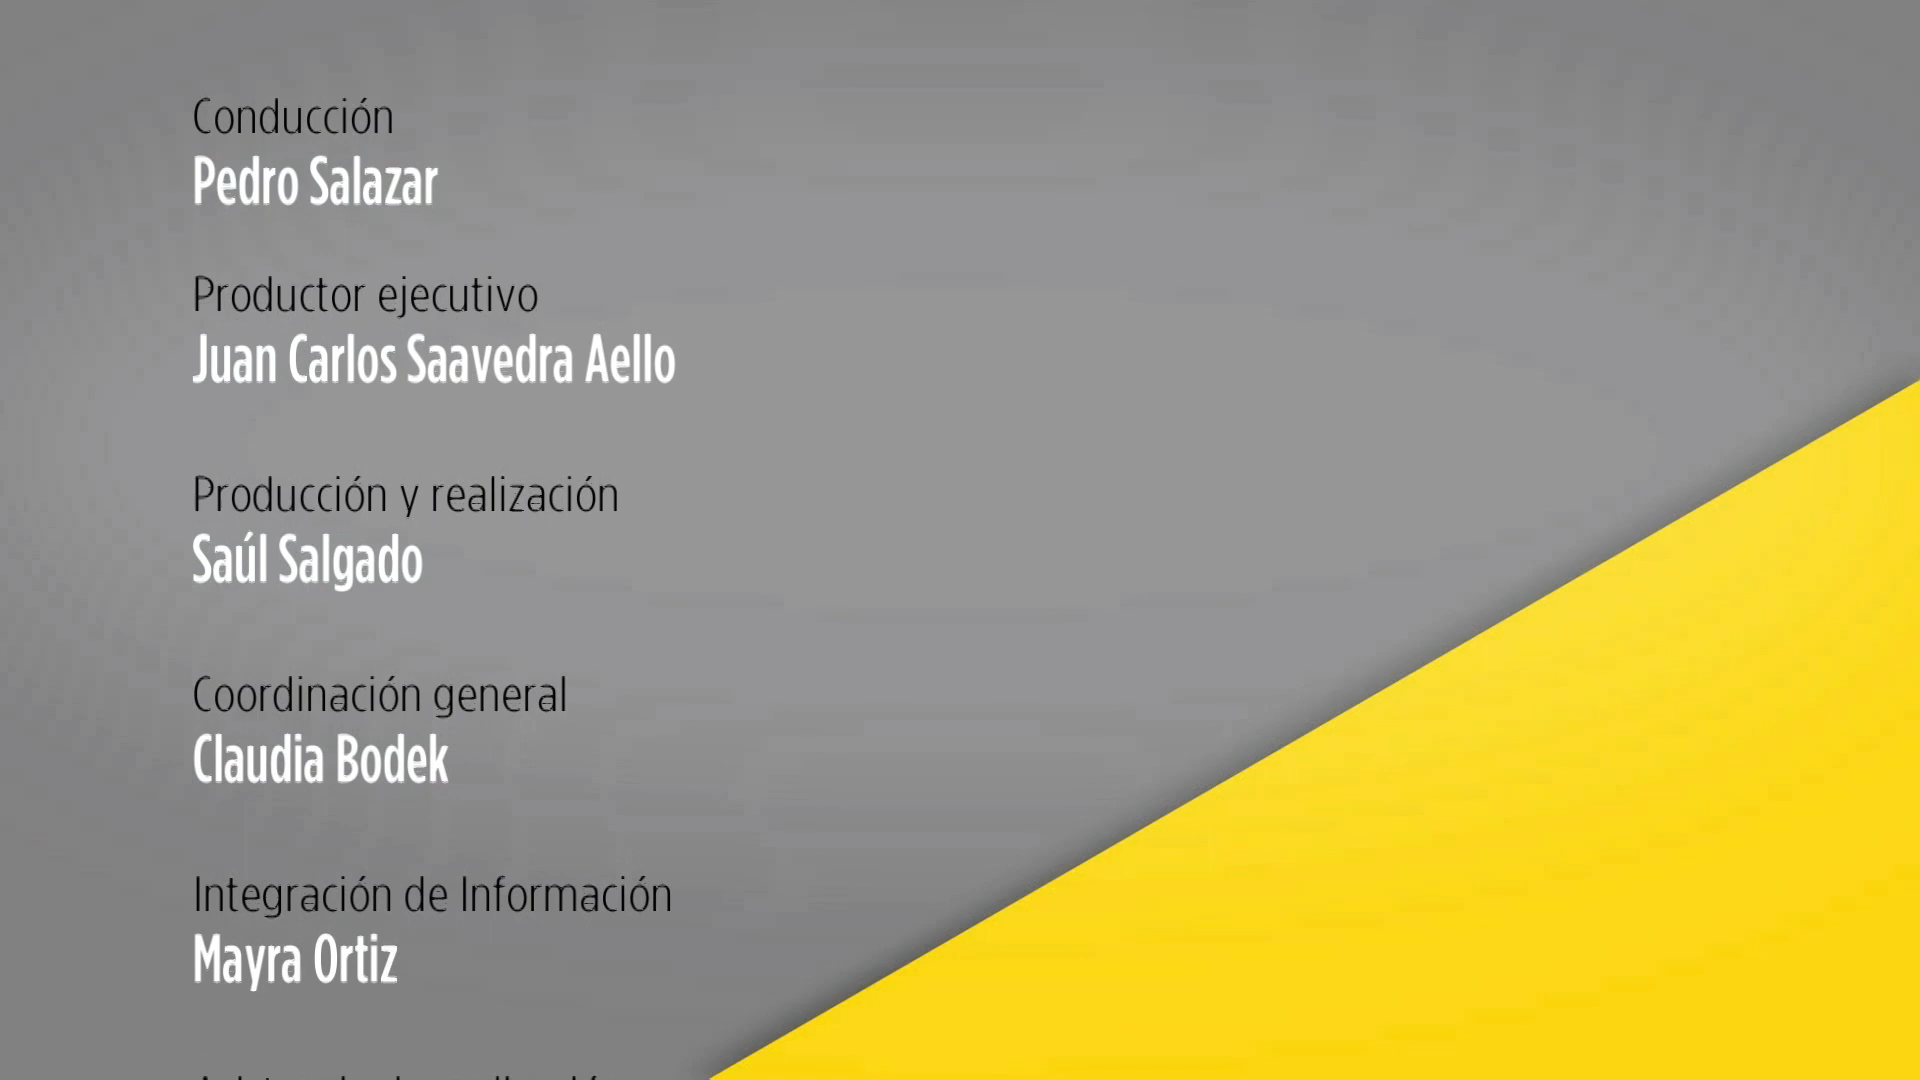 Conducción
Pedro Salazar
Productor ejecutivo
Juan Carlos Saavedra Aello
Producción y realización
Saúl Salgado
Coordinación general
Claudia Bodek
Integración de Información
Mayra Ortiz